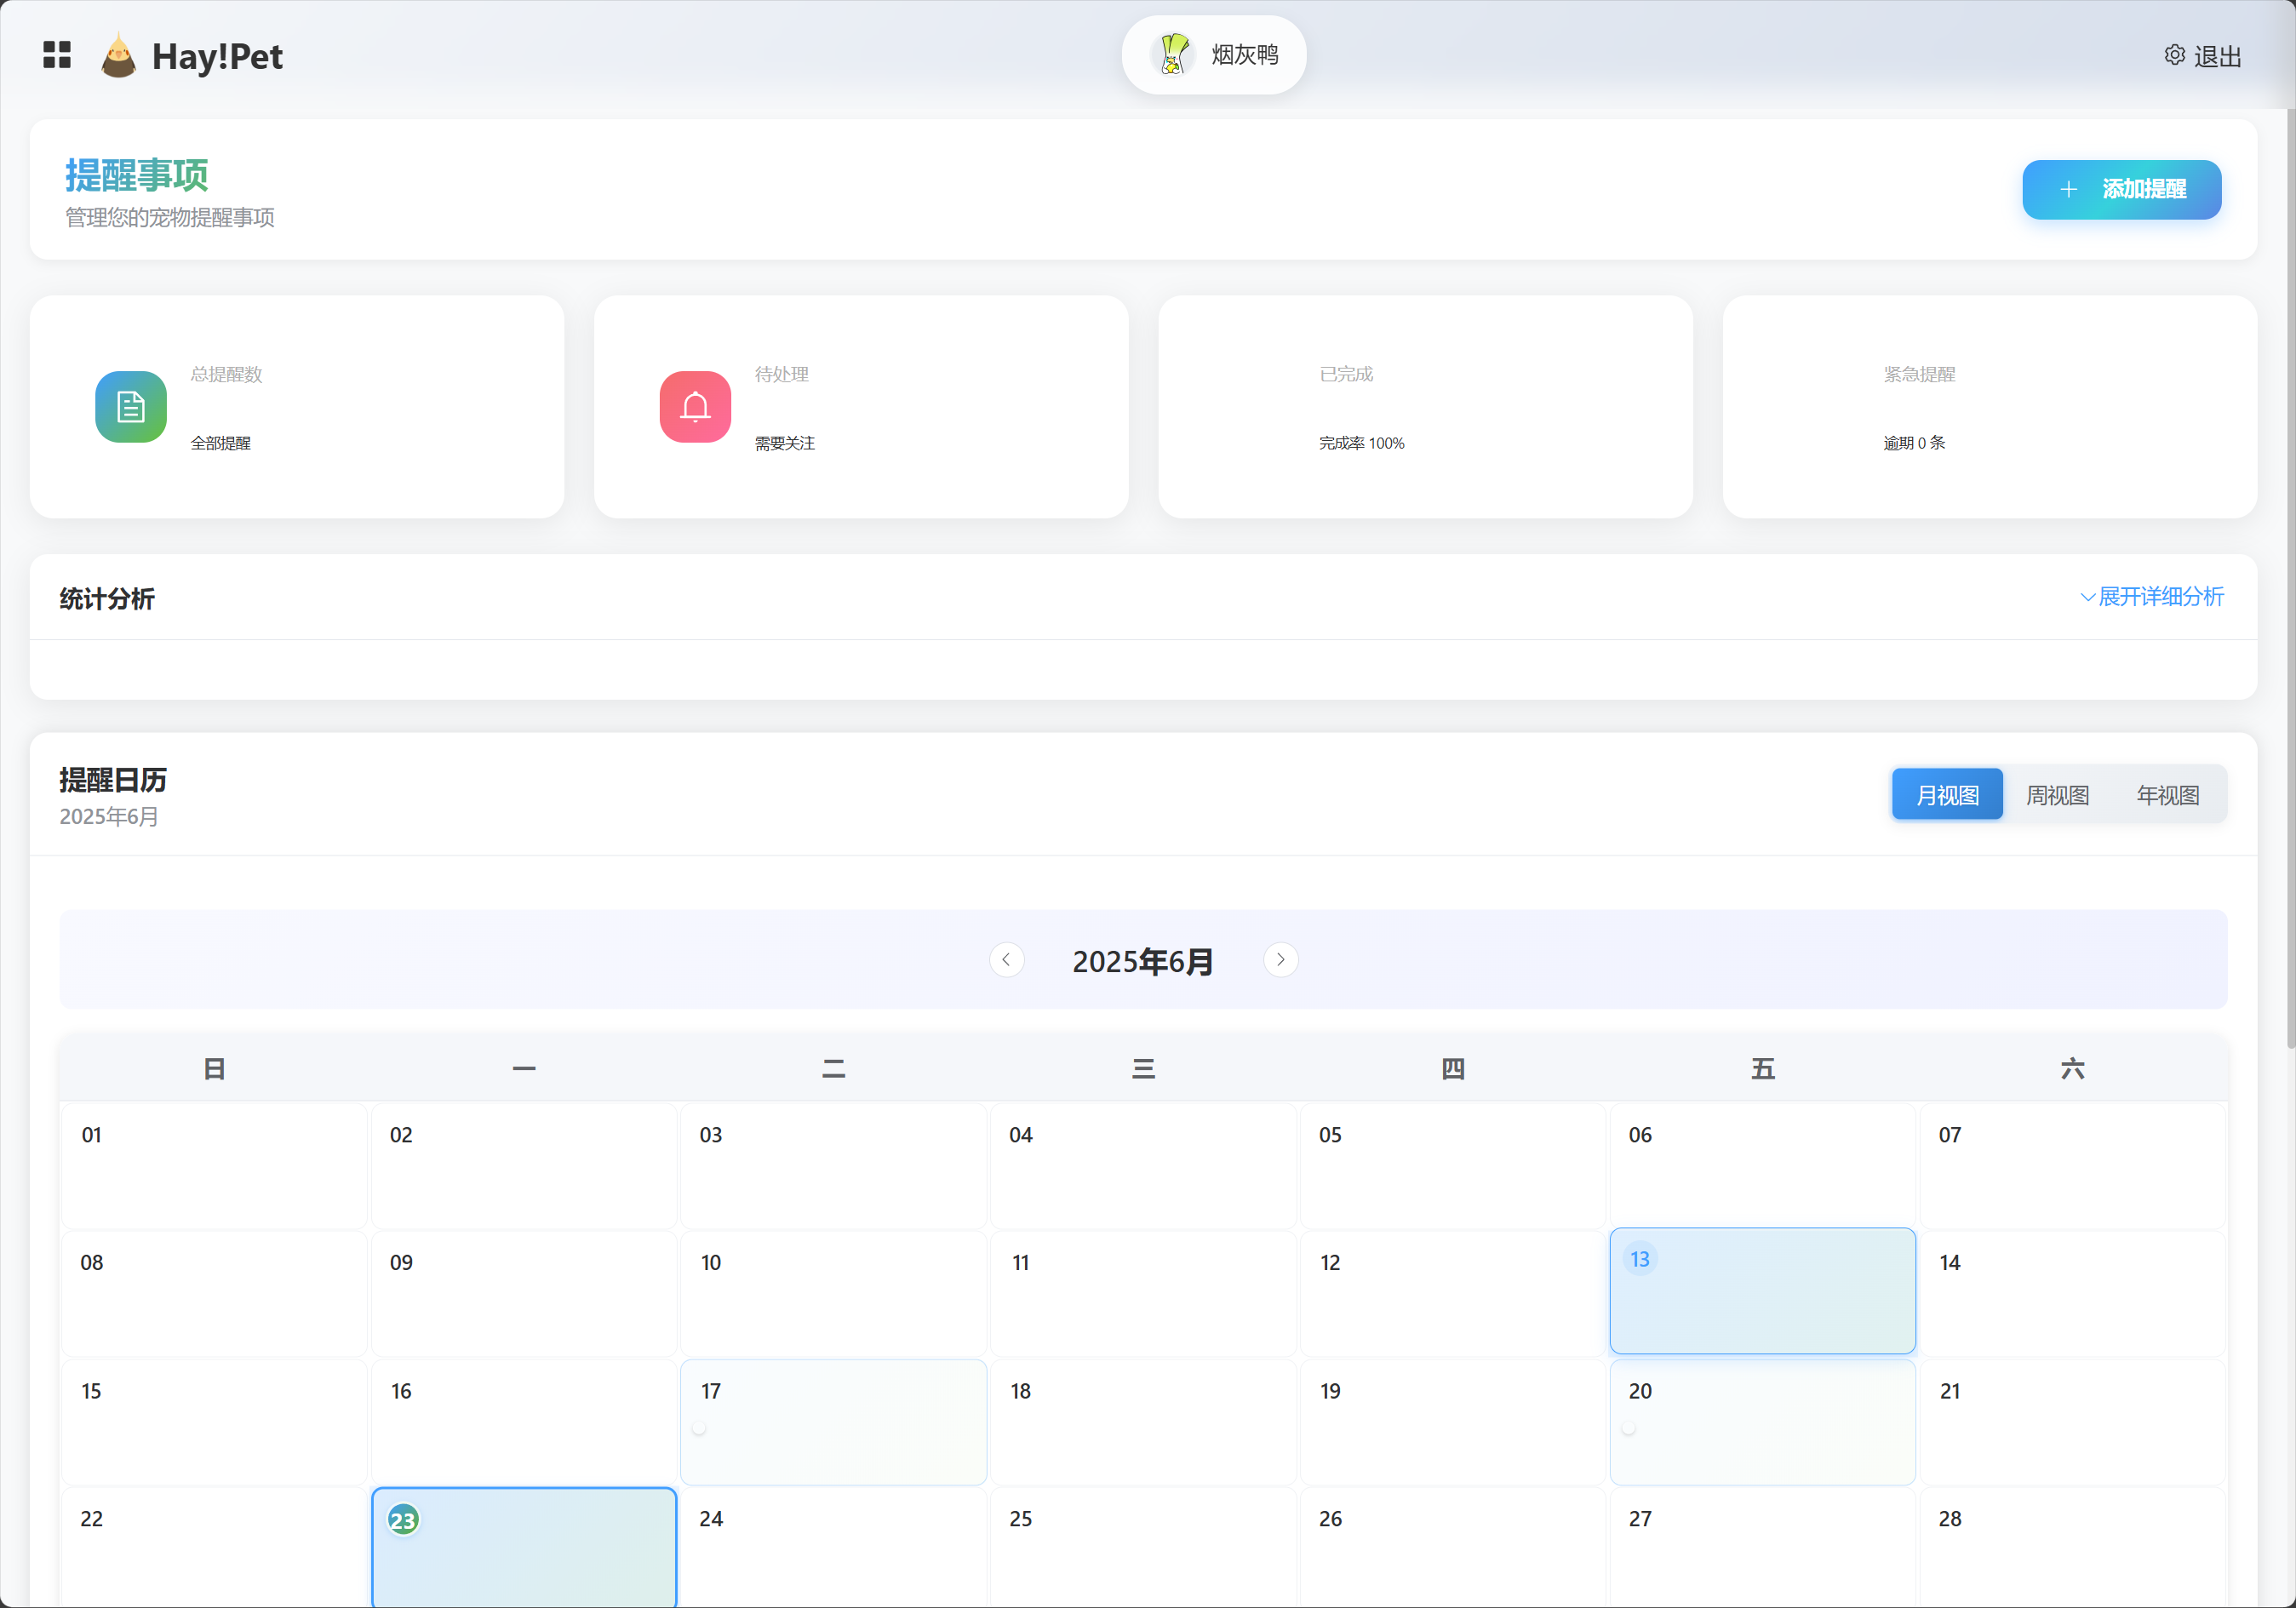 Hay!Pet
烟灰鸭
退出
提醒事项
管理您的宠物提醒事项
添加提醒
总提醒数
全部提醒
待处理
需要关注
已完成
完成率 100%
紧急提醒
逾期 0 条
统计分析
展开详细分析
提醒日历
2025年6月
月视图 周视图 年视图
2025年6月
日 一 二 三 四 五 六
01 02 03 04 05 06 07
08 09 10 11 12 13 14
15 16 17 18 19 20 21
22 23 24 25 26 27 28